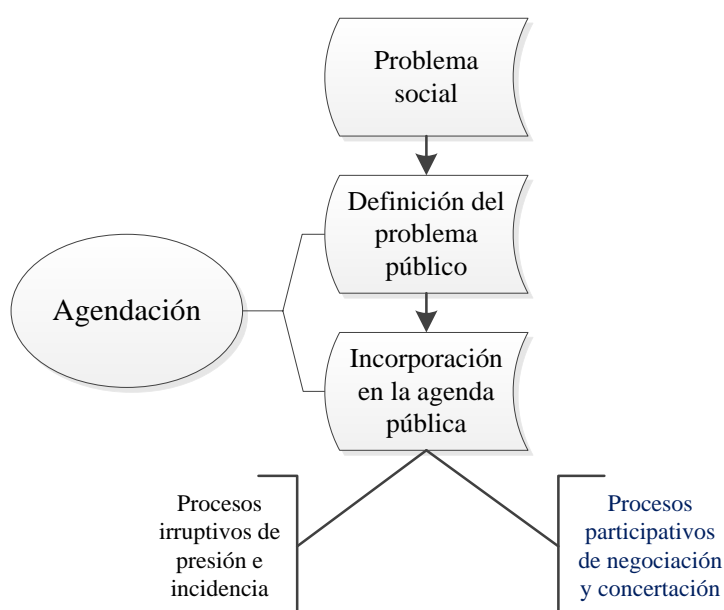 Problema
social
Definición del
problema
público
Agendación
Incorporación
en la agenda
pública
Procesos
irruptivos de
presión e
incidencia
Procesos
participativos
de negociación
y concertación